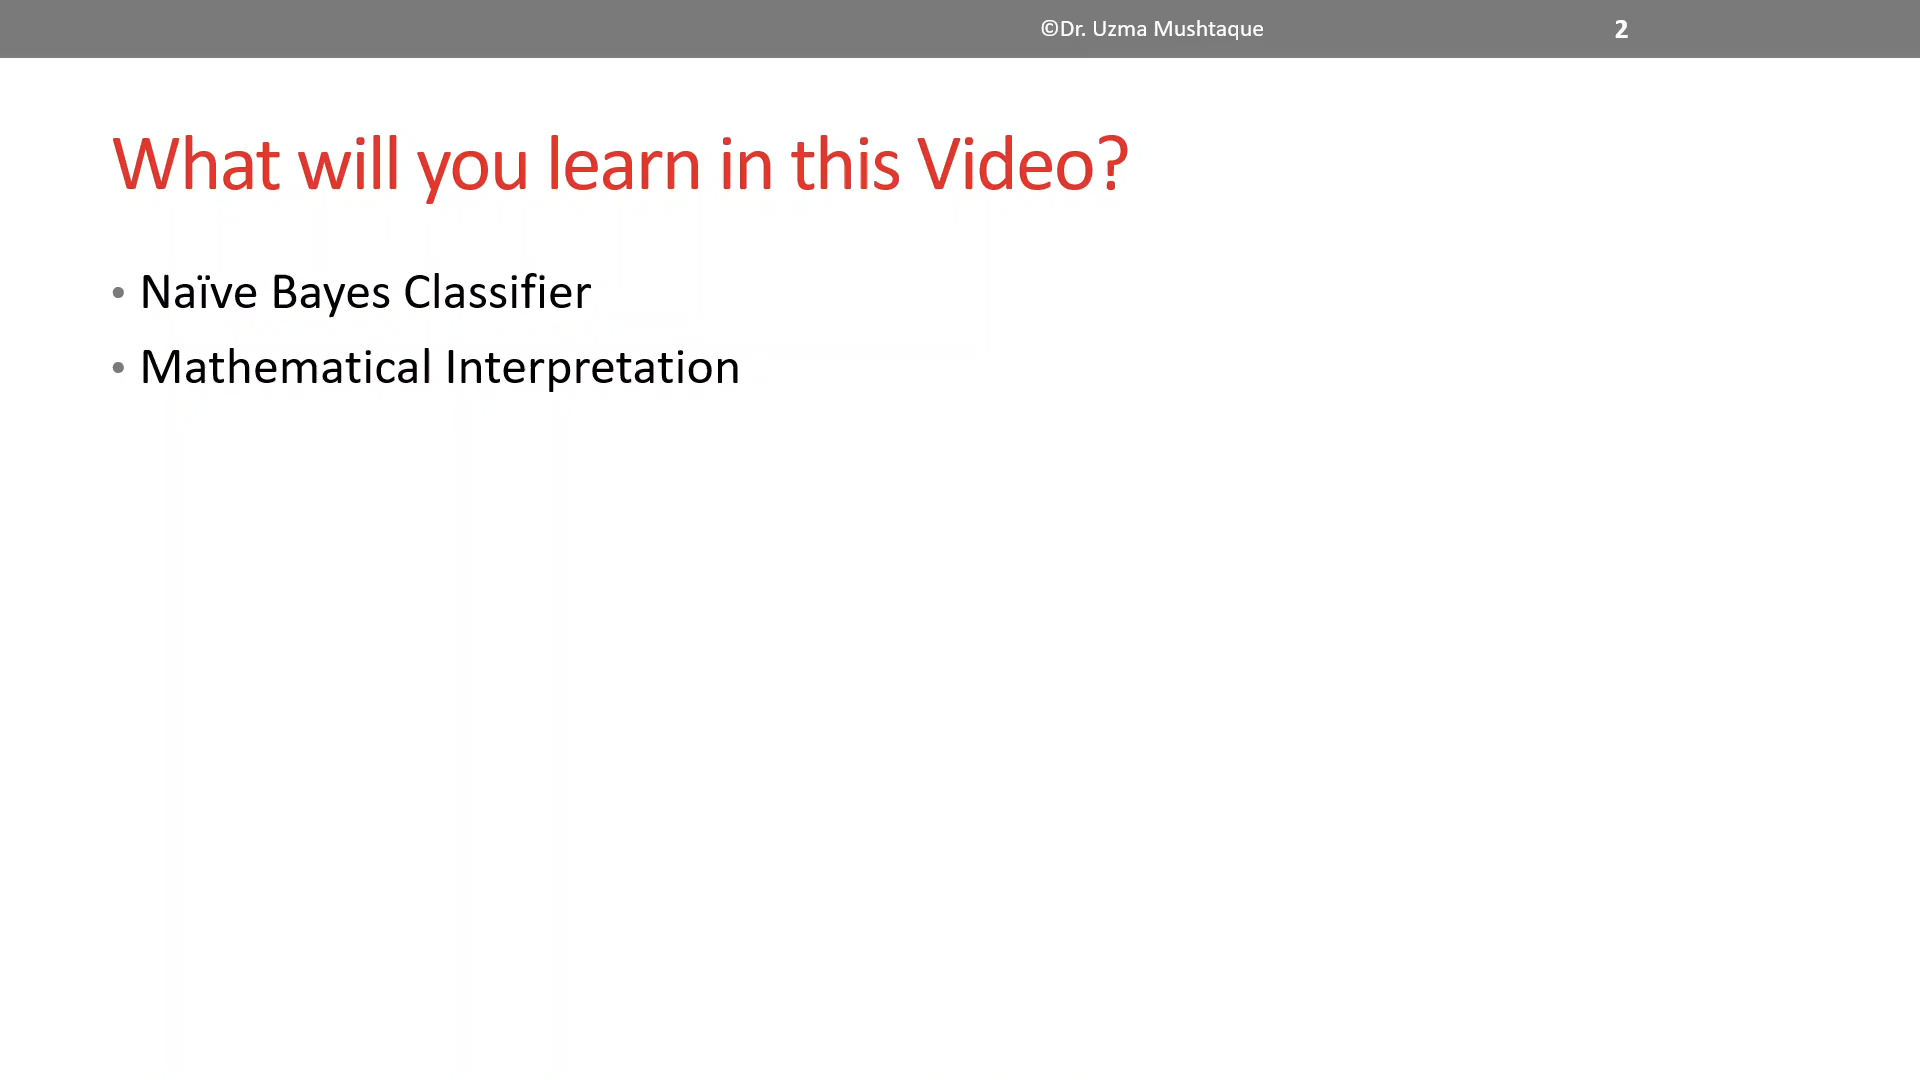 ©Dr. Uzma Mushtaque
2
What will you learn in this Video?
• Naïve Bayes Classifier
• Mathematical Interpretation